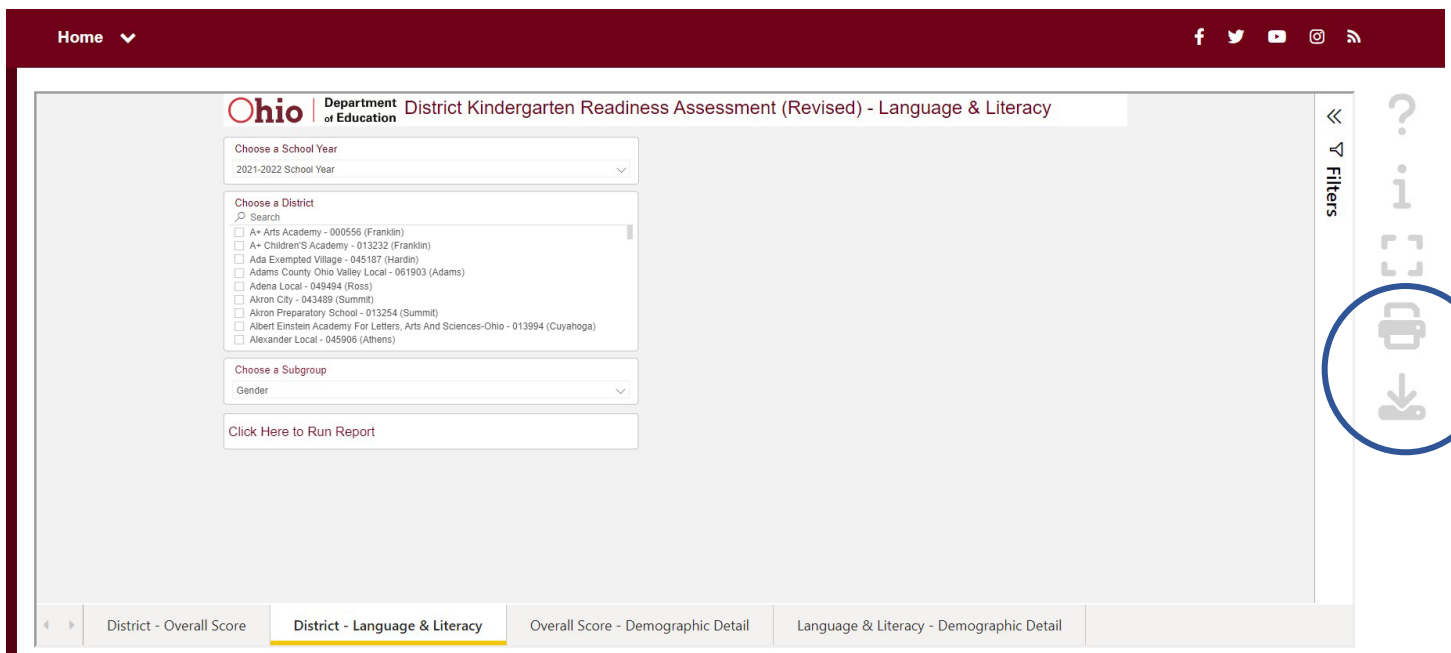 Home
Ohio Department of Education District Kindergarten Readiness Assessment (Revised) - Language & Literacy
Choose a School Year
2021-2022 School Year
Choose a District
Search
A+ Arts Academy - 000556 (Franklin)
A+ Children'S Academy - 013232 (Franklin)
Ada Exempted Village - 045187 (Hardin)
Adams County Ohio Valley Local - 061903 (Adams)
Adena Local - 049494 (Ross)
Akron City - 043489 (Summit)
Akron Preparatory School - 013254 (Summit)
Albert Einstein Academy For Letters, Arts And Sciences-Ohio - 013994 (Cuyahoga)
Alexander Local - 045906 (Athens)
Choose a Subgroup
Gender
Click Here to Run Report
Filters
District - Overall Score
District - Language & Literacy
Overall Score - Demographic Detail
Language & Literacy - Demographic Detail